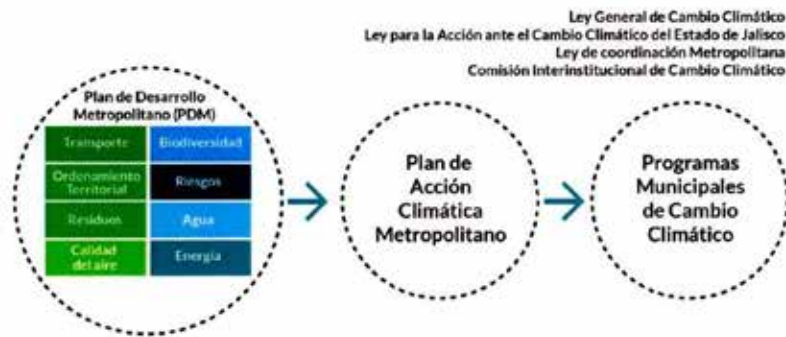 Ley General de Cambio Climático
Ley para la Acción ante el Cambio Climático del Estado de Jalisco
Ley de coordinación Metropolitana
Comisión Interinstitucional de Cambio Climático
Plan de Desarrollo
Metropolitano (PDM)
Transporte
Biodiversidad
Ordenamiento
Territorial
Riesgos
Residuos
Agua
Calidad
del aire
Energía
Plan de
Acción
Climática
Metropolitano
Programas
Municipales
de Cambio
Climático